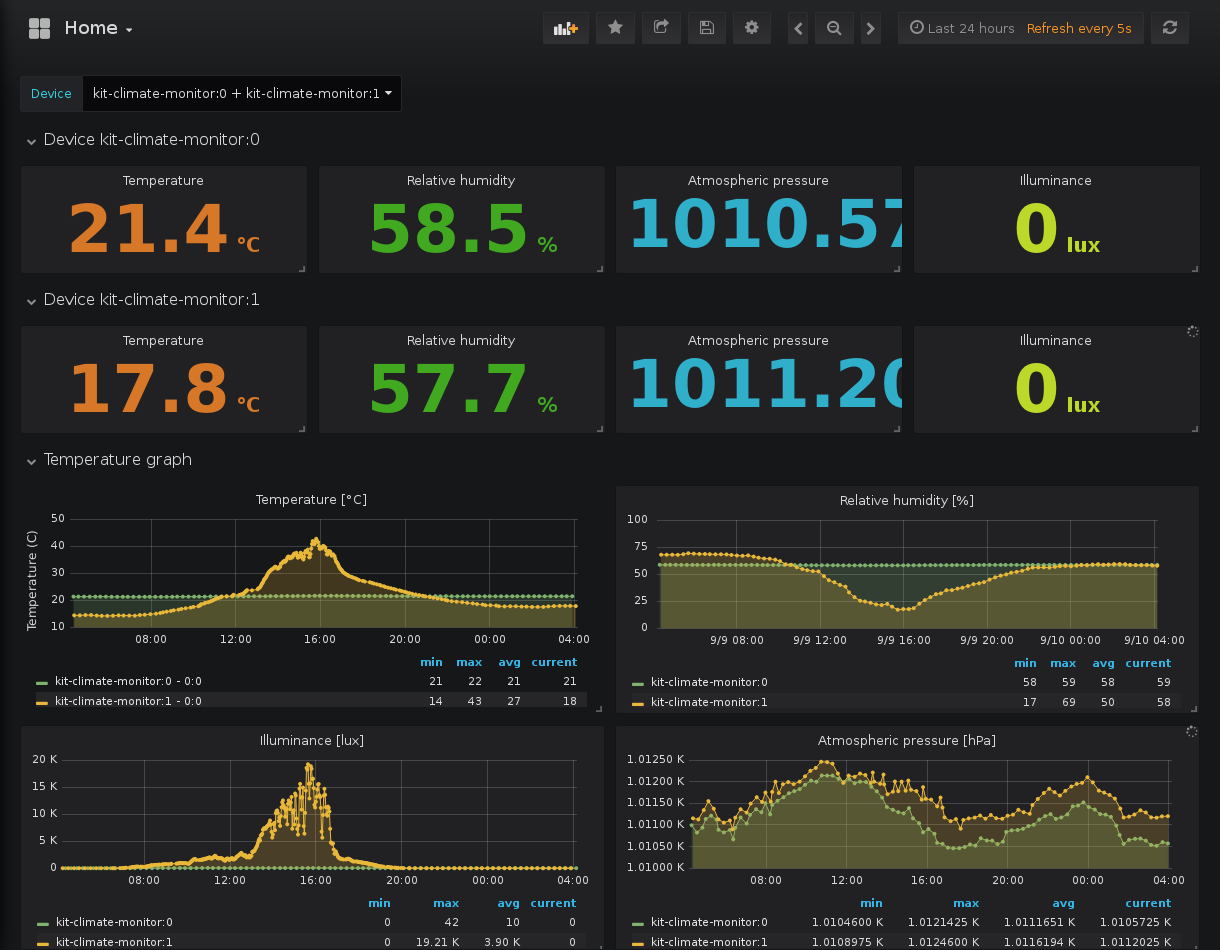 Home
Last 24 hours Refresh every 5s
Device kit-climate-monitor:0 + kit-climate-monitor:1
Device kit-climate-monitor:0
Temperature Relative humidity Atmospheric pressure Illuminance
21.4 °C 58.5 % 1010.57 0 lux
Device kit-climate-monitor:1
Temperature Relative humidity Atmospheric pressure Illuminance
17.8 °C 57.7 % 1011.20 0 lux
Temperature graph
Temperature [°C]
Temperature (C)
50
40
30
20
10
08:00 12:00 16:00 20:00 00:00 04:00
min max avg current
kit-climate-monitor:0 - 0:0 21 22 21 21
kit-climate-monitor:1 - 0:0 14 43 27 18
Relative humidity [%]
100
75
50
25
0
9/9 08:00 9/9 12:00 9/9 16:00 9/9 20:00 9/10 00:00 9/10 04:00
min max avg current
kit-climate-monitor:0 58 59 58 59
kit-climate-monitor:1 17 69 50 58
Illuminance [lux]
20 K
15 K
10 K
5 K
0
08:00 12:00 16:00 20:00 00:00 04:00
min max avg current
kit-climate-monitor:0 0 42 10 0
kit-climate-monitor:1 0 19.21 K 3.90 K 0
Atmospheric pressure [hPa]
1.01250 K
1.01200 K
1.01150 K
1.01100 K
1.01050 K
1.01000 K
08:00 12:00 16:00 20:00 00:00 04:00
min max avg current
kit-climate-monitor:0 1.0104600 K 1.0121425 K 1.0111651 K 1.0105725 K
kit-climate-monitor:1 1.0108975 K 1.0124600 K 1.0116194 K 1.0112025 K